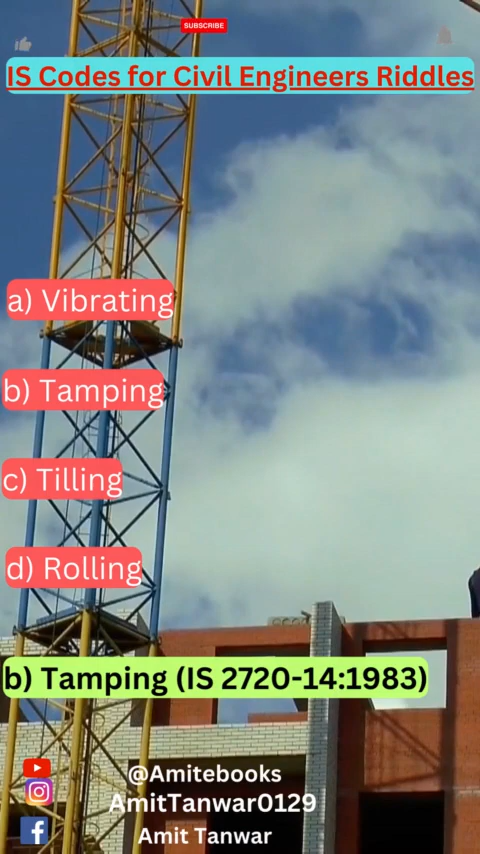 SUBSCRIBE
IS Codes for Civil Engineers Riddles
a) Vibrating
b) Tamping
c) Tilling
d) Rolling
b) Tamping (IS 2720-14:1983)
@Amitebooks
AmitTanwar0129
Amit Tanwar